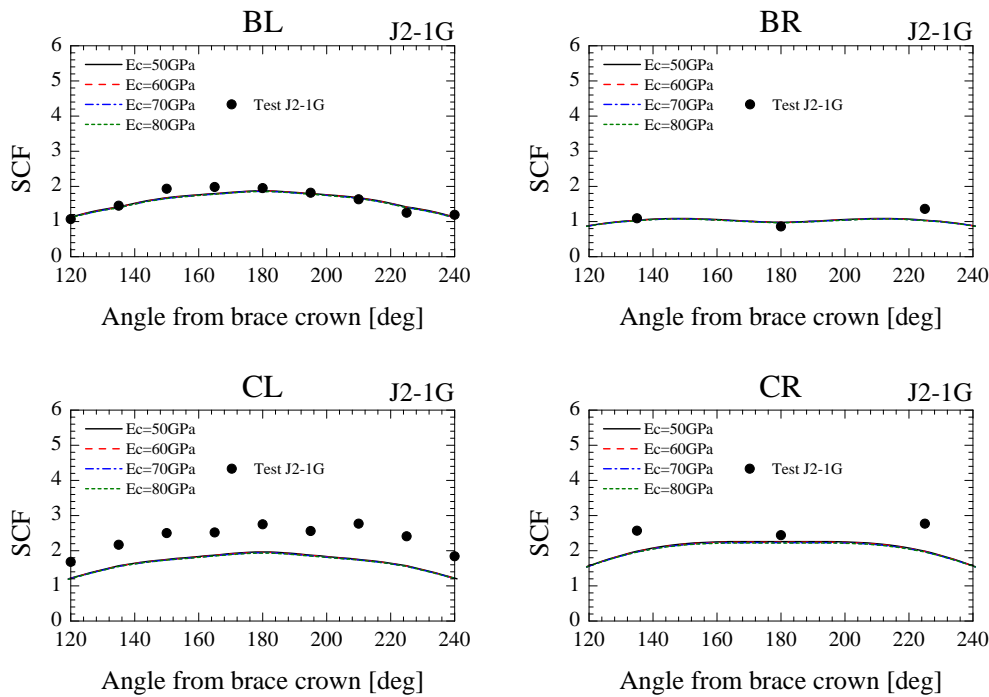 BL
J2-1G
6
5
4
3
2
1
0
SCF
Ec=50GPa
Ec=60GPa
Ec=70GPa
Ec=80GPa
Test J2-1G
120 140 160 180 200 220 240
Angle from brace crown [deg]
BR
J2-1G
6
5
4
3
2
1
0
SCF
Ec=50GPa
Ec=60GPa
Ec=70GPa
Ec=80GPa
Test J2-1G
120 140 160 180 200 220 240
Angle from brace crown [deg]
CL
J2-1G
6
5
4
3
2
1
0
SCF
Ec=50GPa
Ec=60GPa
Ec=70GPa
Ec=80GPa
Test J2-1G
120 140 160 180 200 220 240
Angle from brace crown [deg]
CR
J2-1G
6
5
4
3
2
1
0
SCF
Ec=50GPa
Ec=60GPa
Ec=70GPa
Ec=80GPa
Test J2-1G
120 140 160 180 200 220 240
Angle from brace crown [deg]